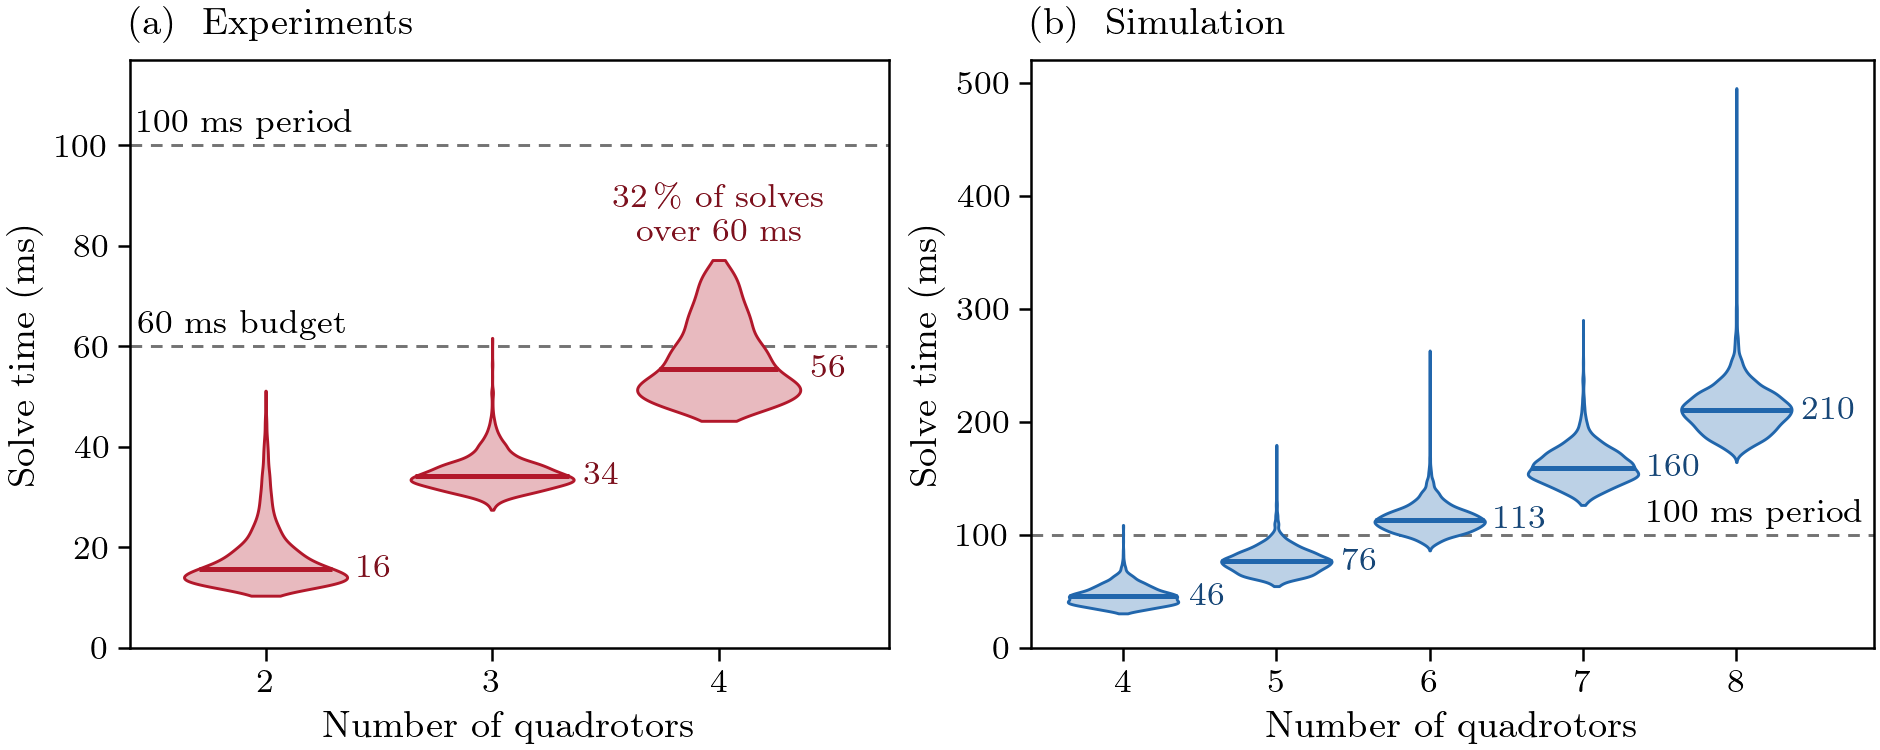 (a) Experiments
Solve time (ms)
100
80
60
40
20
0
100 ms period
60 ms budget
32 % of solves
over 60 ms
16
34
56
2
3
4
Number of quadrotors
(b) Simulation
Solve time (ms)
500
400
300
200
100
0
100 ms period
46
76
113
160
210
4
5
6
7
8
Number of quadrotors